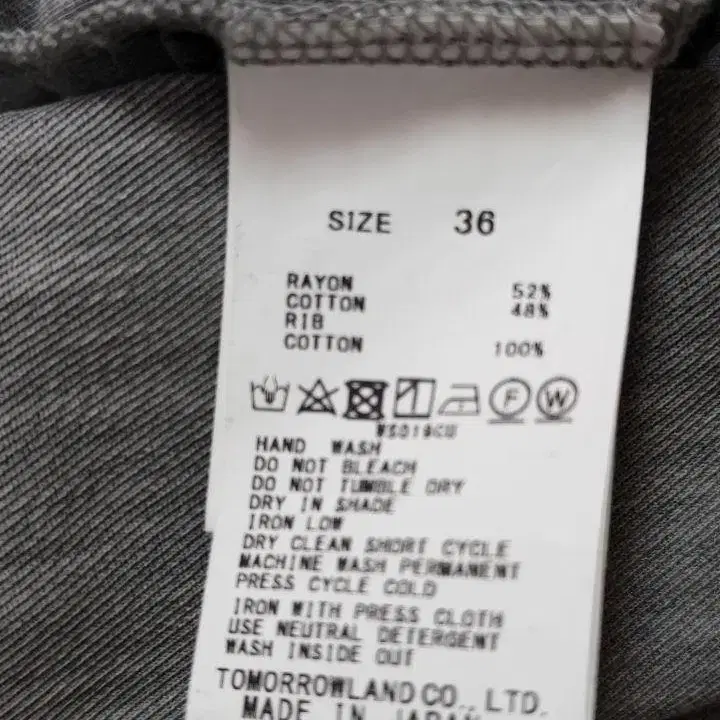 SIZE 36
RAYON 52%
COTTON 48%
RIB
COTTON 100%
F W
WS019CU
HAND WASH
DO NOT BLEACH
DO NOT TUMBLE DRY
DRY IN SHADE
IRON LOW
DRY CLEAN SHORT CYCLE
MACHINE WASH PERMANENT
PRESS CYCLE COLD
IRON WITH PRESS CLOTH
USE NEUTRAL DETERGENT
WASH INSIDE OUT
TOMORROWLAND CO., LTD.
MADE IN JAPAN